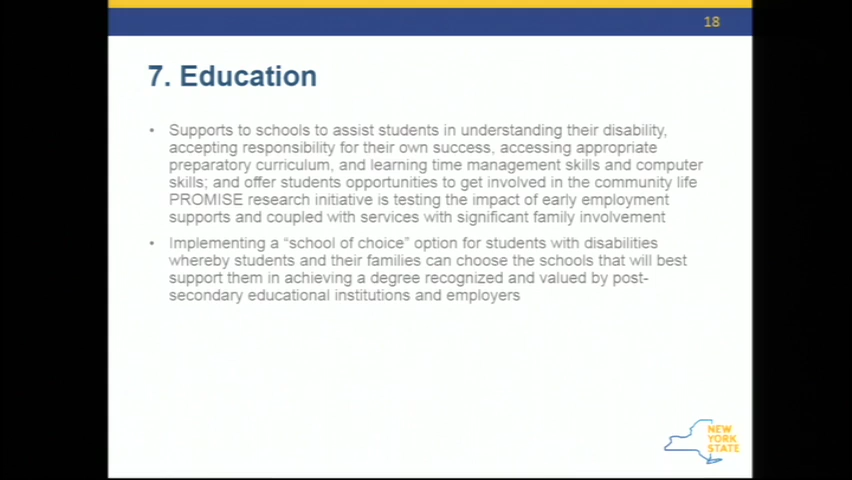 18
7. Education
• Supports to schools to assist students in understanding their disability,
accepting responsibility for their own success, accessing appropriate
preparatory curriculum, and learning time management skills and computer
skills; and offer students opportunities to get involved in the community life
PROMISE research initiative is testing the impact of early employment
supports and coupled with services with significant family involvement
• Implementing a “school of choice” option for students with disabilities
whereby students and their families can choose the schools that will best
support them in achieving a degree recognized and valued by post-
secondary educational institutions and employers
NEW
YORK
STATE